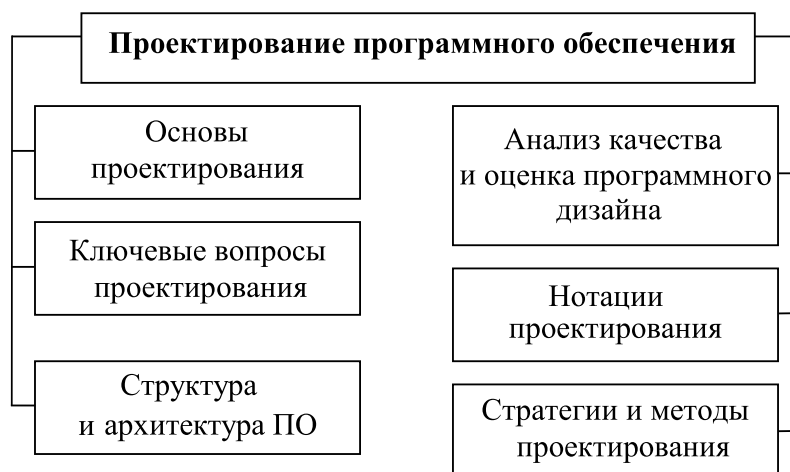 Проектирование программного обеспечения
Основы
проектирования
Ключевые вопросы
проектирования
Структура
и архитектура ПО
Анализ качества
и оценка программного
дизайна
Нотации
проектирования
Стратегии и методы
проектирования